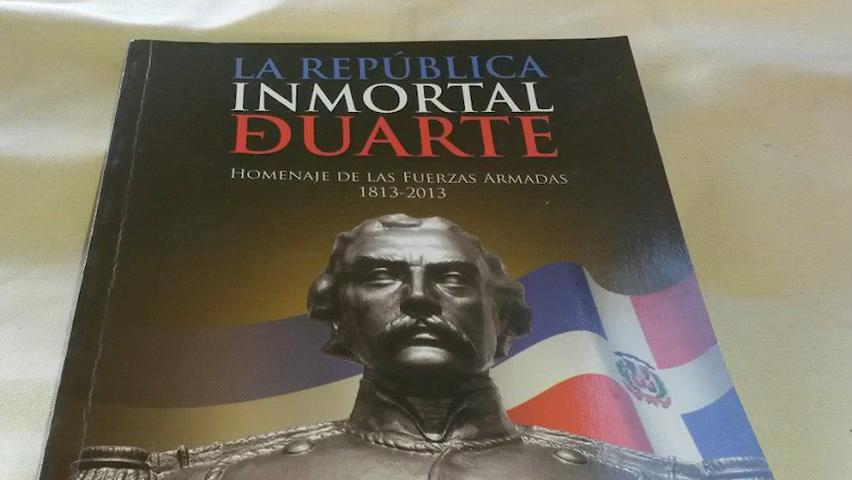 LA REPÚBLICA
INMORTAL
DUARTE
HOMENAJE DE LAS FUERZAS ARMADAS
1813-2013